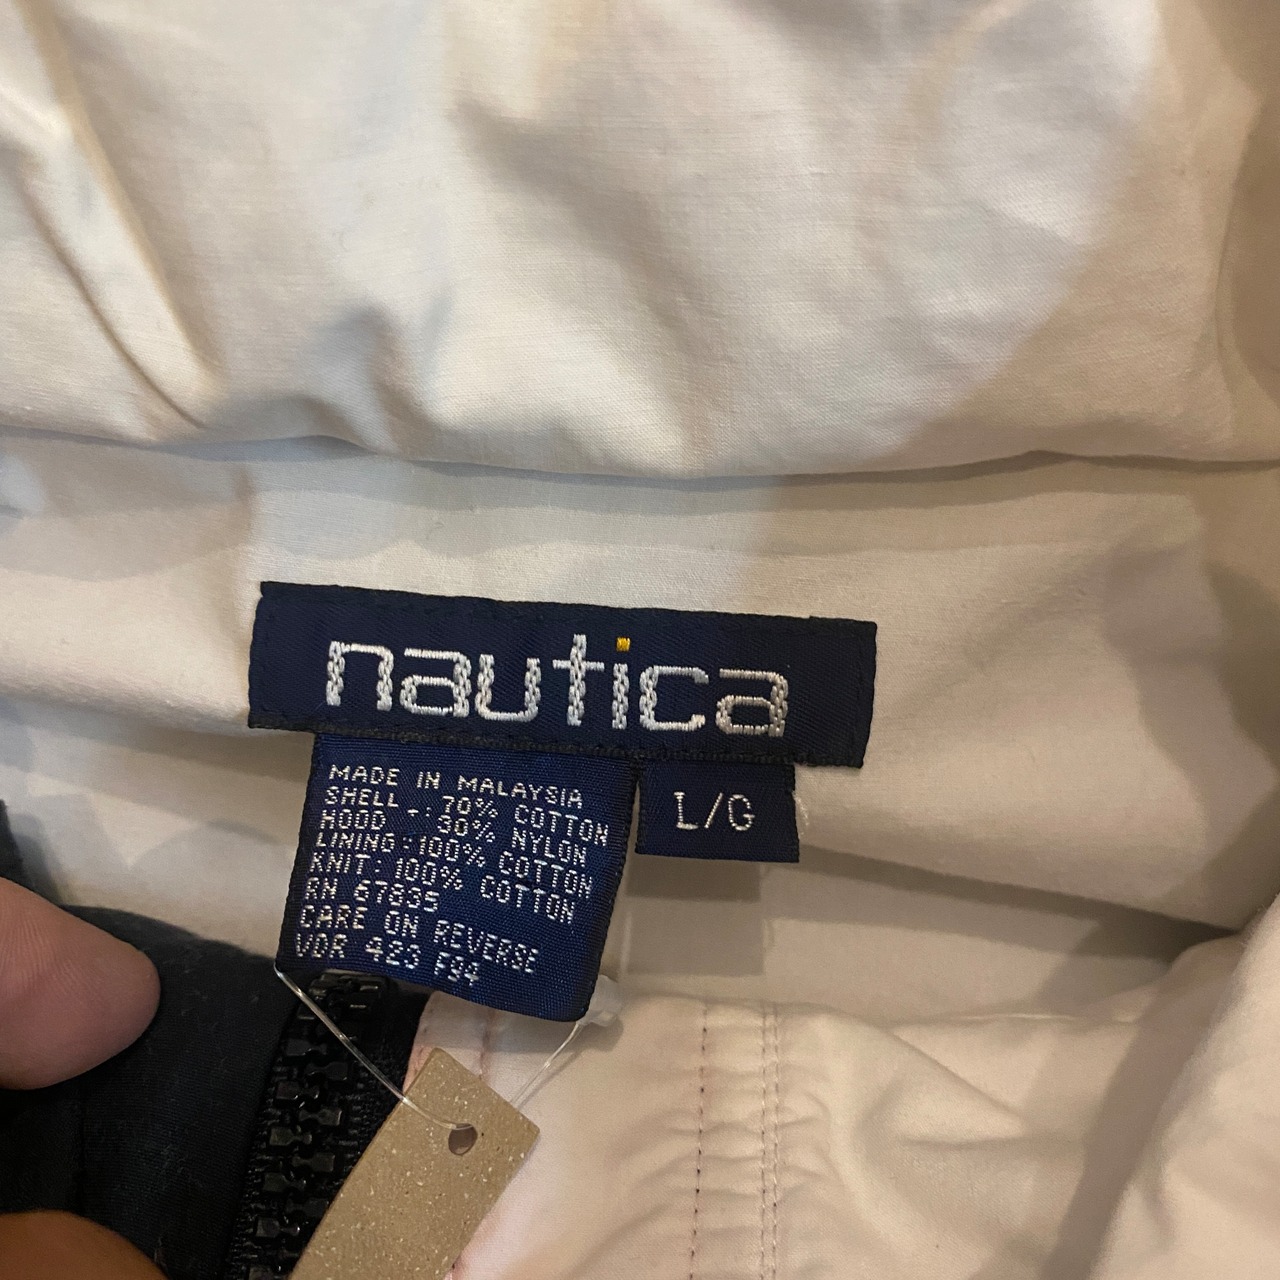 nautica
MADE IN MALAYSIA
SHELL - : 70% COTTON
HOOD 30% NYLON
LINING : 100% COTTON
KNIT : 100% COTTON
RN 67835
CARE ON REVERSE
VDR 423 F94
L/G